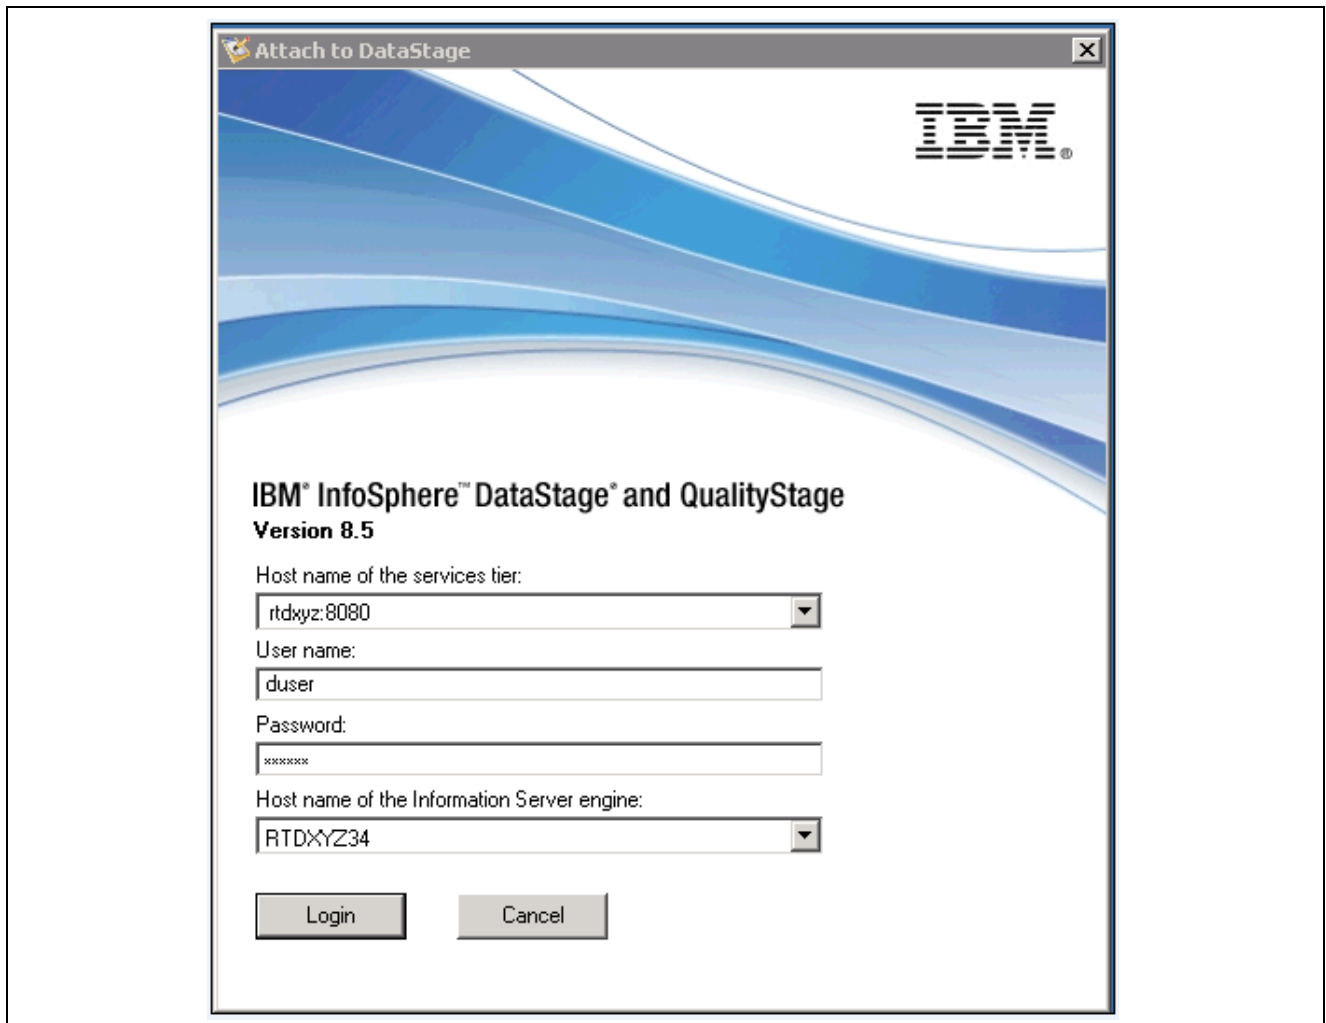 Attach to DataStage
IBM®
IBM® InfoSphere™ DataStage® and QualityStage
Version 8.5
Host name of the services tier:
rtdxyz:8080
User name:
duser
Password:
××××××
Host name of the Information Server engine:
RTDXYZ34
Login Cancel